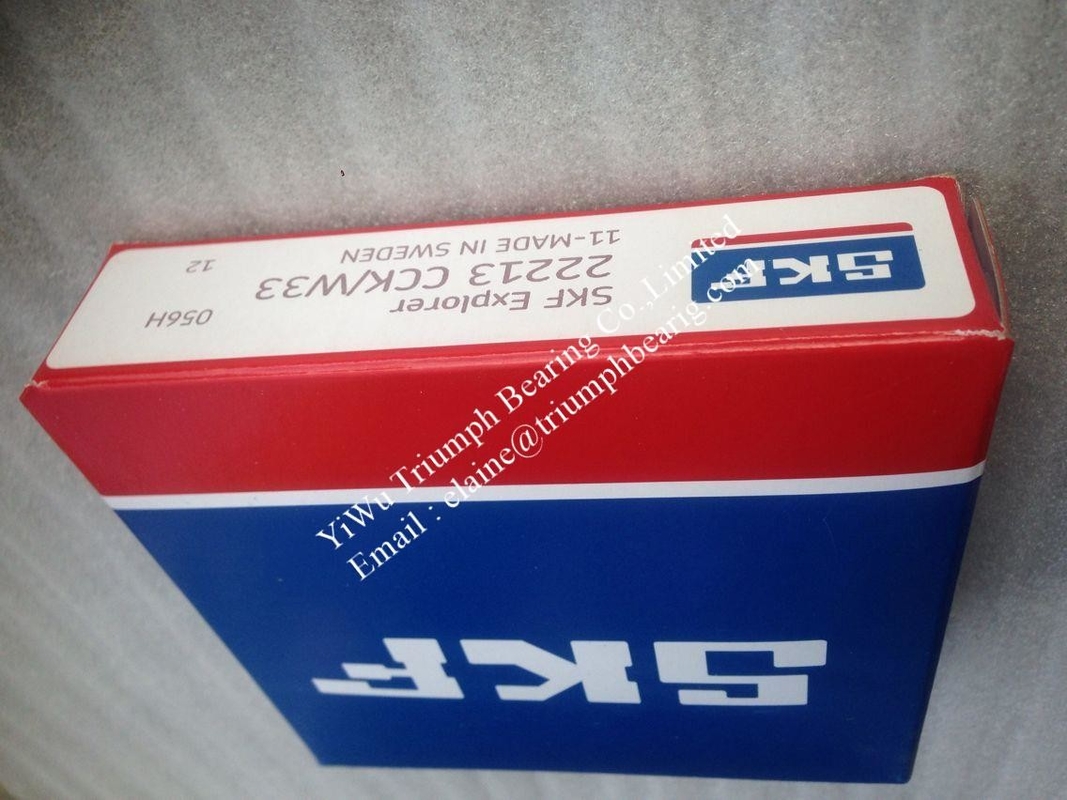 SKF
SKF Explorer
22213 CCK/W33
11-MADE IN SWEDEN
056H
12
SKF
YiWu Triumph Bearing Co.,Limited
Email : elaine@triumphbearig.com